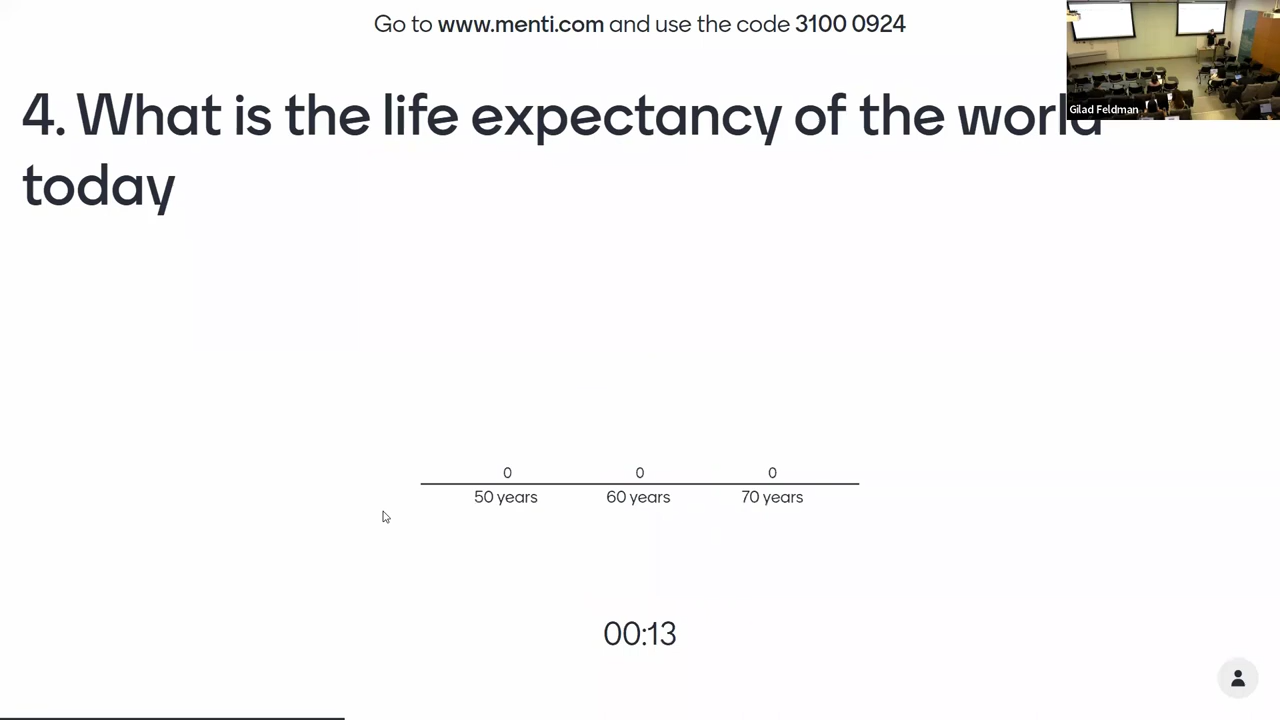 Go to www.menti.com and use the code 3100 0924
Gilad Feldman
4. What is the life expectancy of the world
today
0 0 0
50 years 60 years 70 years
00:13